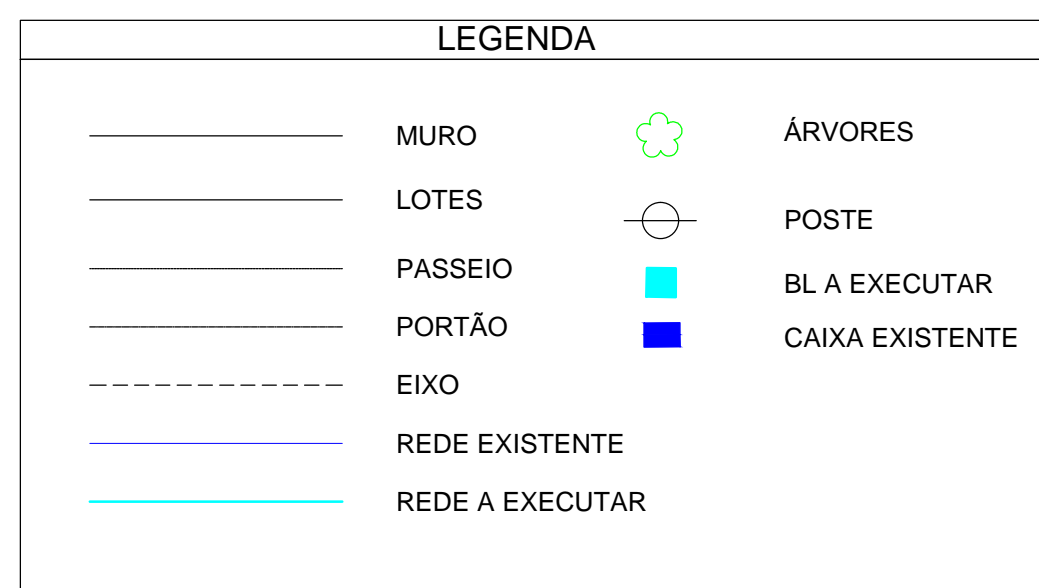 LEGENDA
MURO
LOTES
PASSEIO
PORTÃO
EIXO
REDE EXISTENTE
REDE A EXECUTAR
ÁRVORES
POSTE
BL A EXECUTAR
CAIXA EXISTENTE